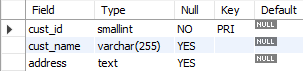 Field Type Null Key Default
cust_id smallint NO PRI NULL
cust_name varchar(255) YES NULL
address text YES NULL